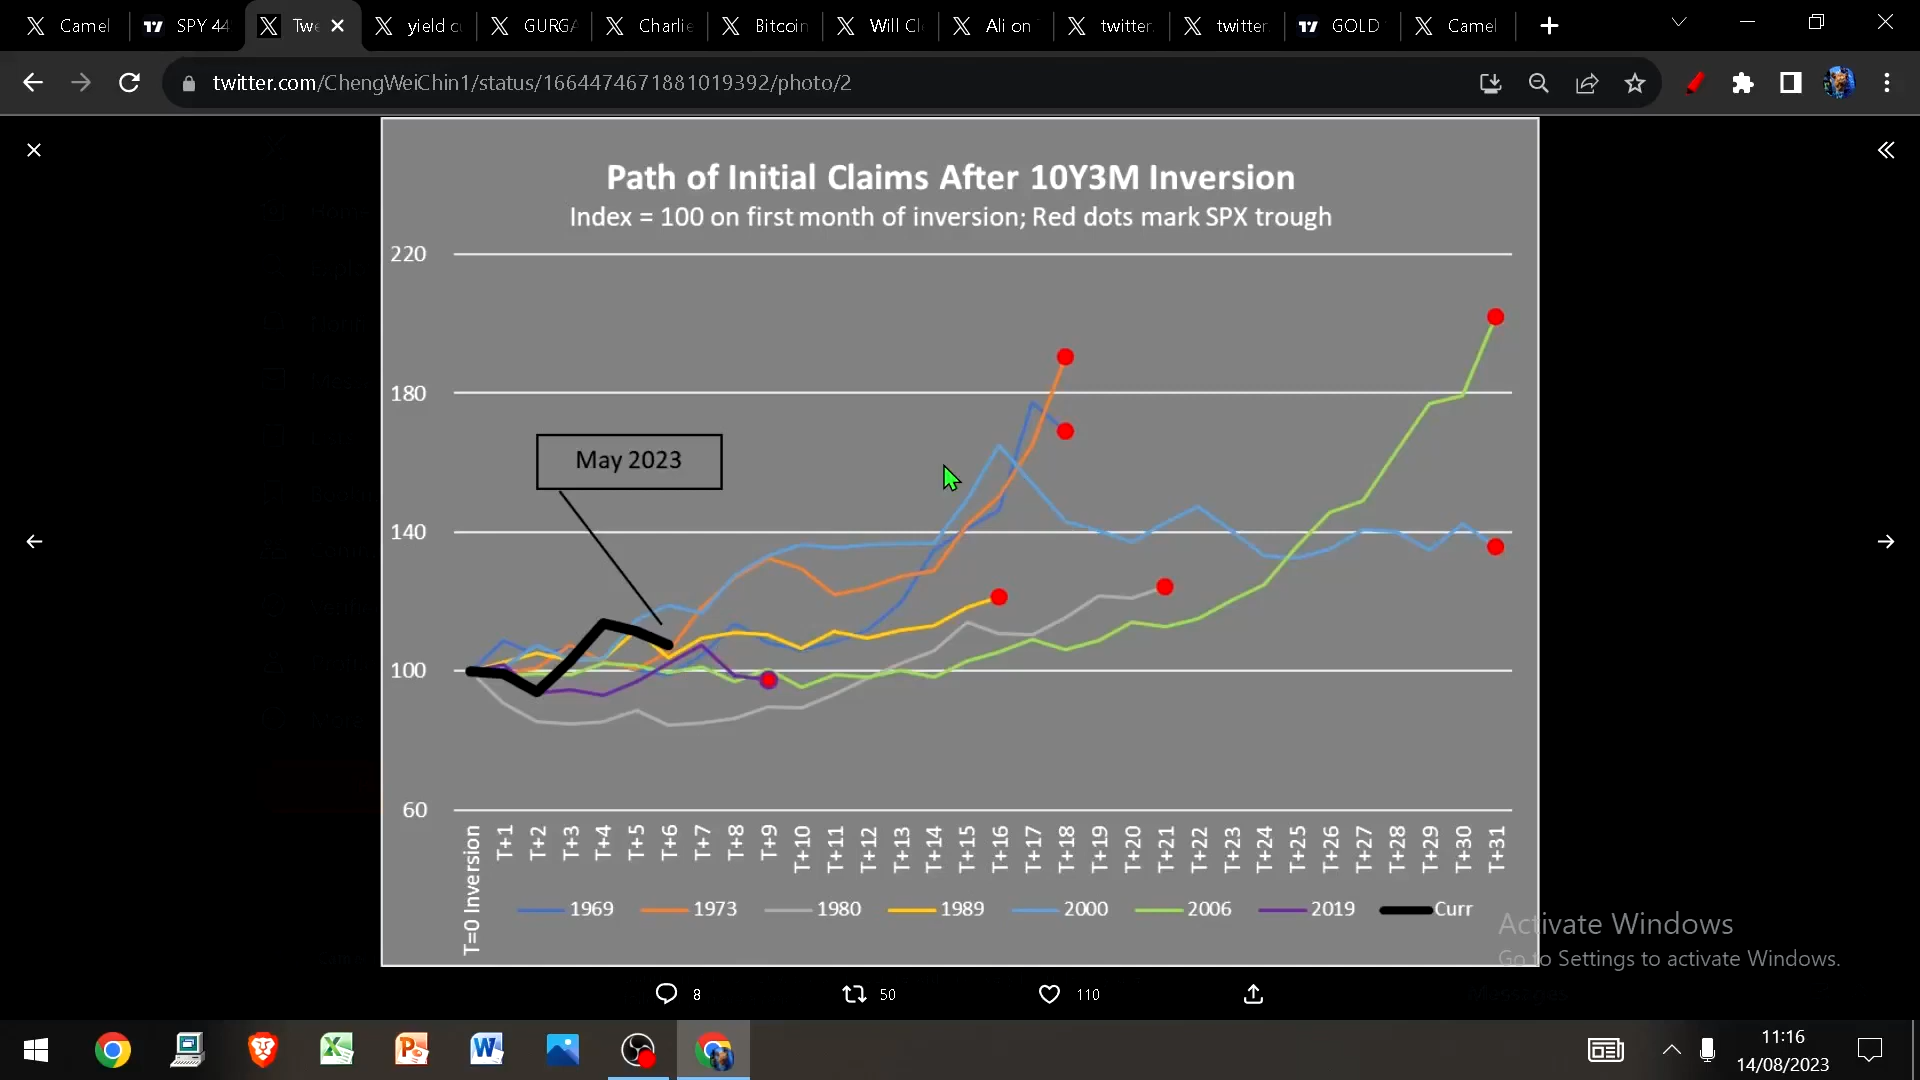 Camel
SPY 44
Twe
yield cu
GURGA
Charlie
Bitcoin
Will Cl
Ali on
twitter.
twitter.
GOLD
Camel
twitter.com/ChengWeiChin1/status/1664474671881019392/photo/2
Path of Initial Claims After 10Y3M Inversion
Index = 100 on first month of inversion; Red dots mark SPX trough
220
180
May 2023
140
100
60
T=0 Inversion
T+1
T+2
T+3
T+4
T+5
T+6
T+7
T+8
T+9
T+10
T+11
T+12
T+13
T+14
T+15
T+16
T+17
T+18
T+19
T+20
T+21
T+22
T+23
T+24
T+25
T+26
T+27
T+28
T+29
T+30
T+31
1969 1973 1980 1989 2000 2006 2019 Curr
Activate Windows
Go to Settings to activate Windows.
8 50 110
11:16
14/08/2023